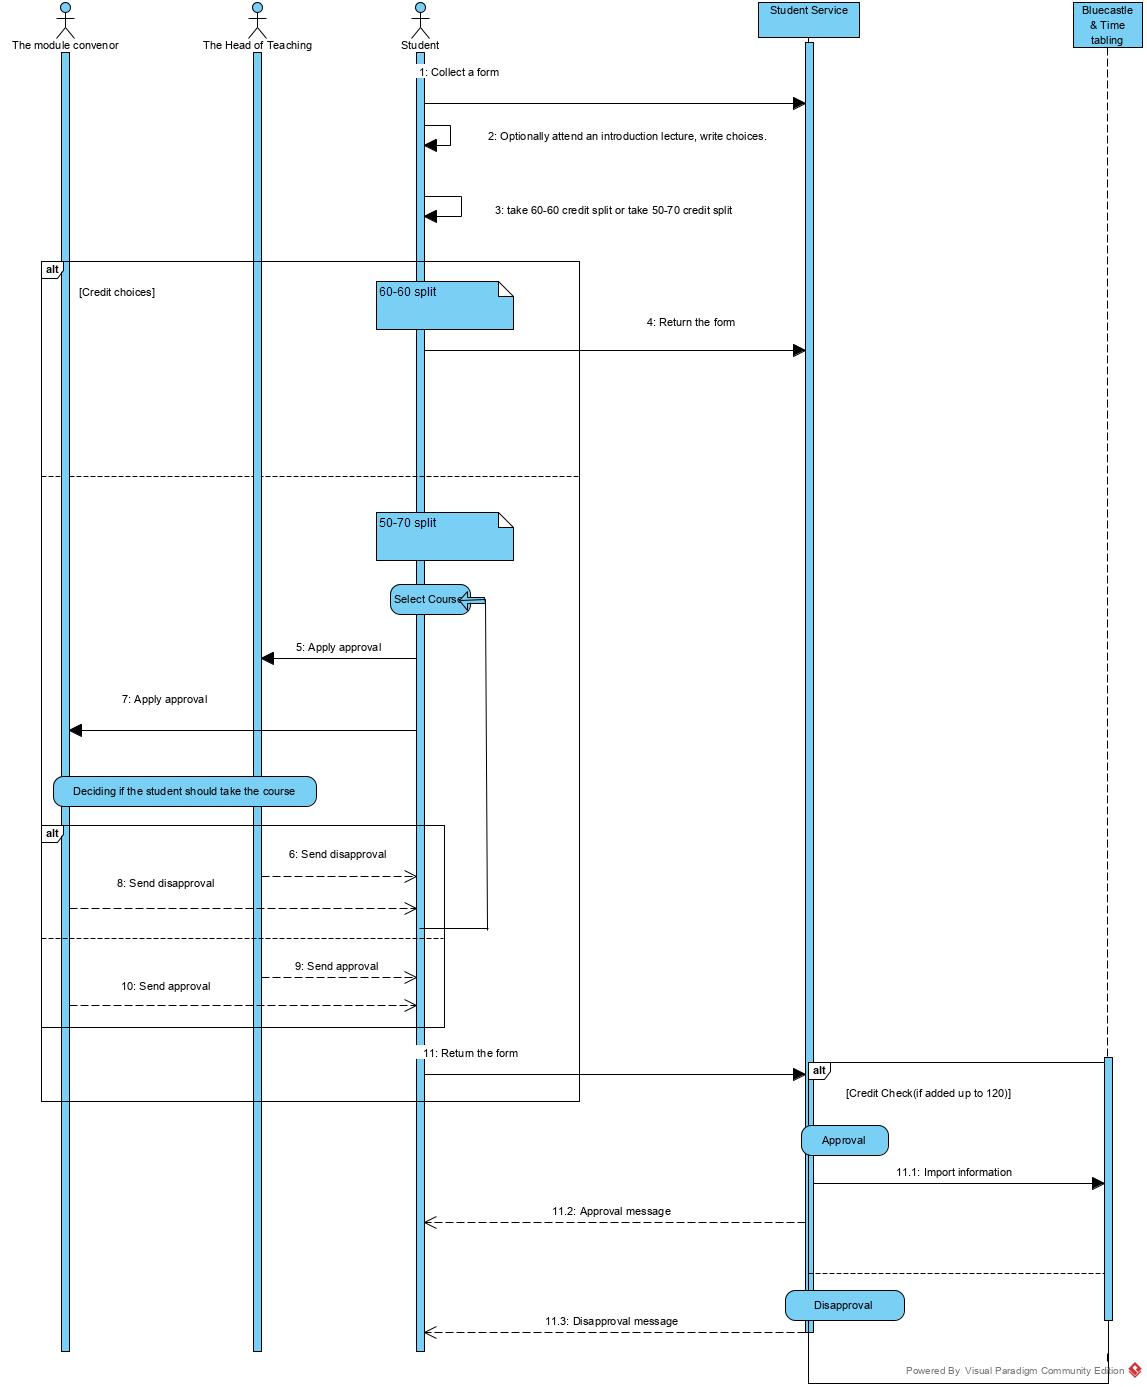 The module convenor
The Head of Teaching
Student
Student Service
Bluecastle
& Time
tabling
1: Collect a form
2: Optionally attend an introduction lecture, write choices.
3: take 60-60 credit split or take 50-70 credit split
alt
[Credit choices]
60-60 split
4: Return the form
50-70 split
Select Course
5: Apply approval
7: Apply approval
Deciding if the student should take the course
alt
6: Send disapproval
8: Send disapproval
9: Send approval
10: Send approval
11: Return the form
alt
[Credit Check(if added up to 120)]
Approval
11.1: Import information
11.2: Approval message
Disapproval
11.3: Disapproval message
Powered By Visual Paradigm Community Edition